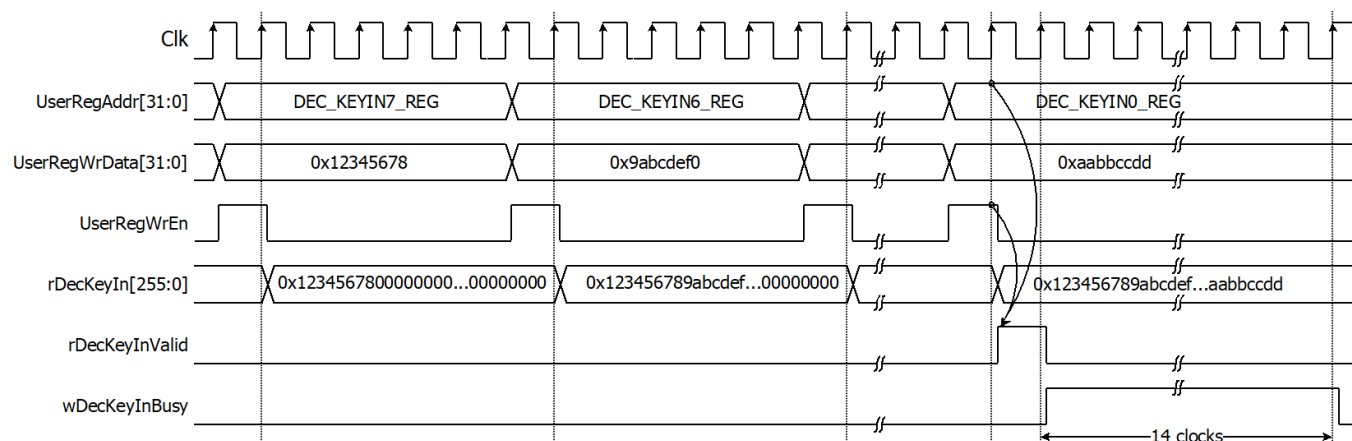 Clk
UserRegAddr[31:0] DEC_KEYIN7_REG DEC_KEYIN6_REG DEC_KEYIN0_REG
UserRegWrData[31:0] 0x12345678 0x9abcdef0 0xaabbccdd
UserRegWrEn
rDecKeyIn[255:0] 0x1234567800000000...00000000 0x123456789abcdef...00000000 0x123456789abcdef...aabbccdd
rDecKeyInValid
wDecKeyInBusy
14 clocks